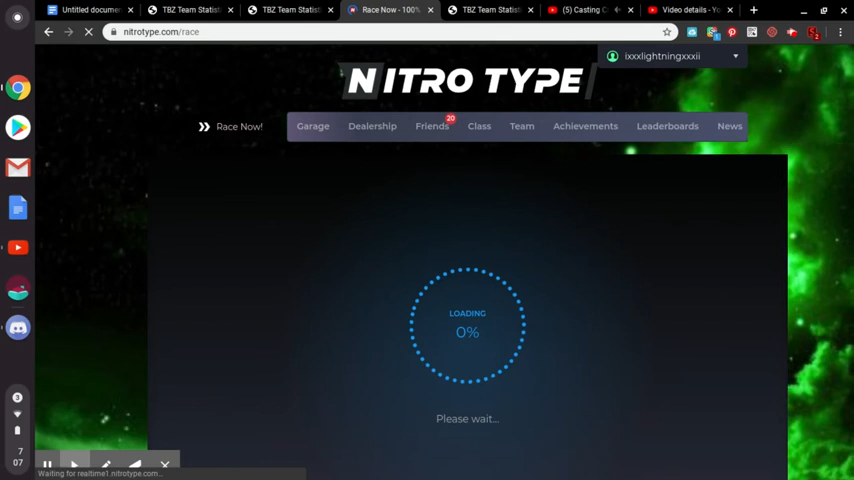 Untitled documen
TBZ Team Statist
TBZ Team Statist
Race Now - 100%
TBZ Team Statist
(5) Casting C
Video details - Yo
nitrotype.com/race
1
2
ixxxlightningxxxii
NITRO TYPE
Race Now!
Garage
Dealership
Friends
20
Class
Team
Achievements
Leaderboards
News
LOADING
0%
Please wait...
3
7
07
Waiting for realtime1.nitrotype.com...